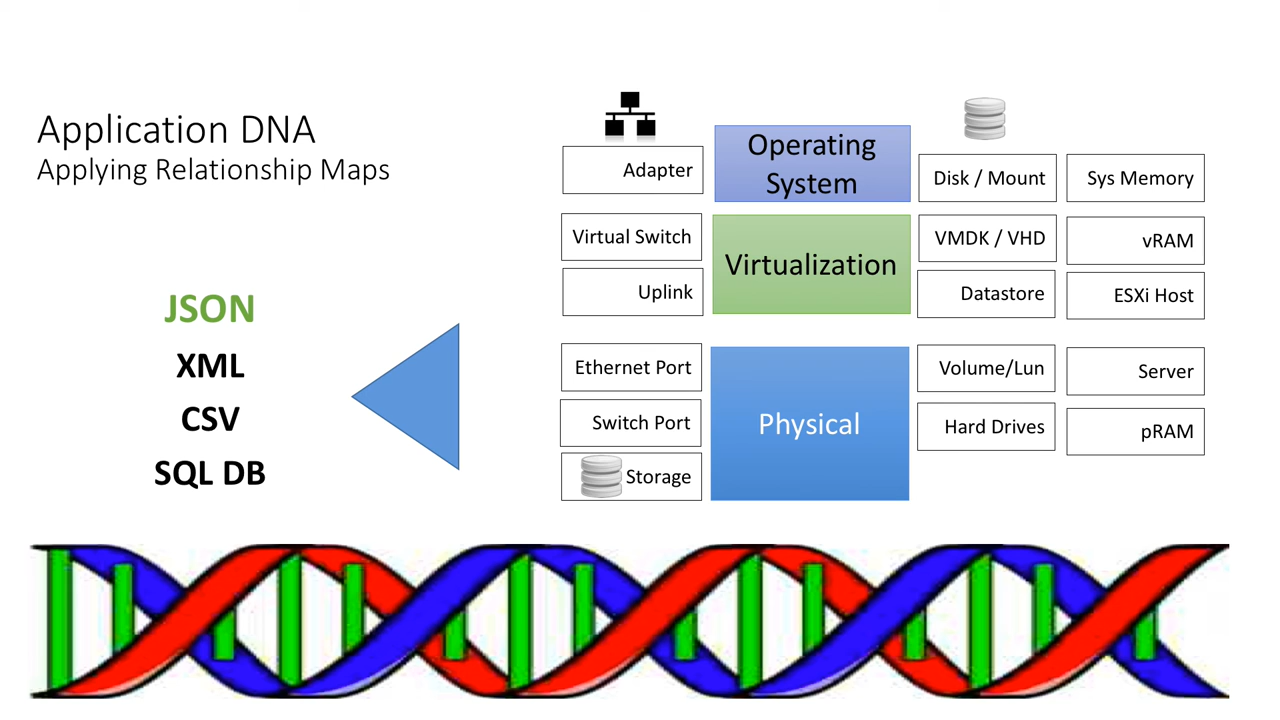 Application DNA
Applying Relationship Maps
JSON
XML
CSV
SQL DB
Adapter
Operating
System
Disk / Mount
Sys Memory
Virtual Switch
Uplink
Virtualization
VMDK / VHD
vRAM
Datastore
ESXi Host
Ethernet Port
Switch Port
Storage
Physical
Volume/Lun
Server
Hard Drives
pRAM